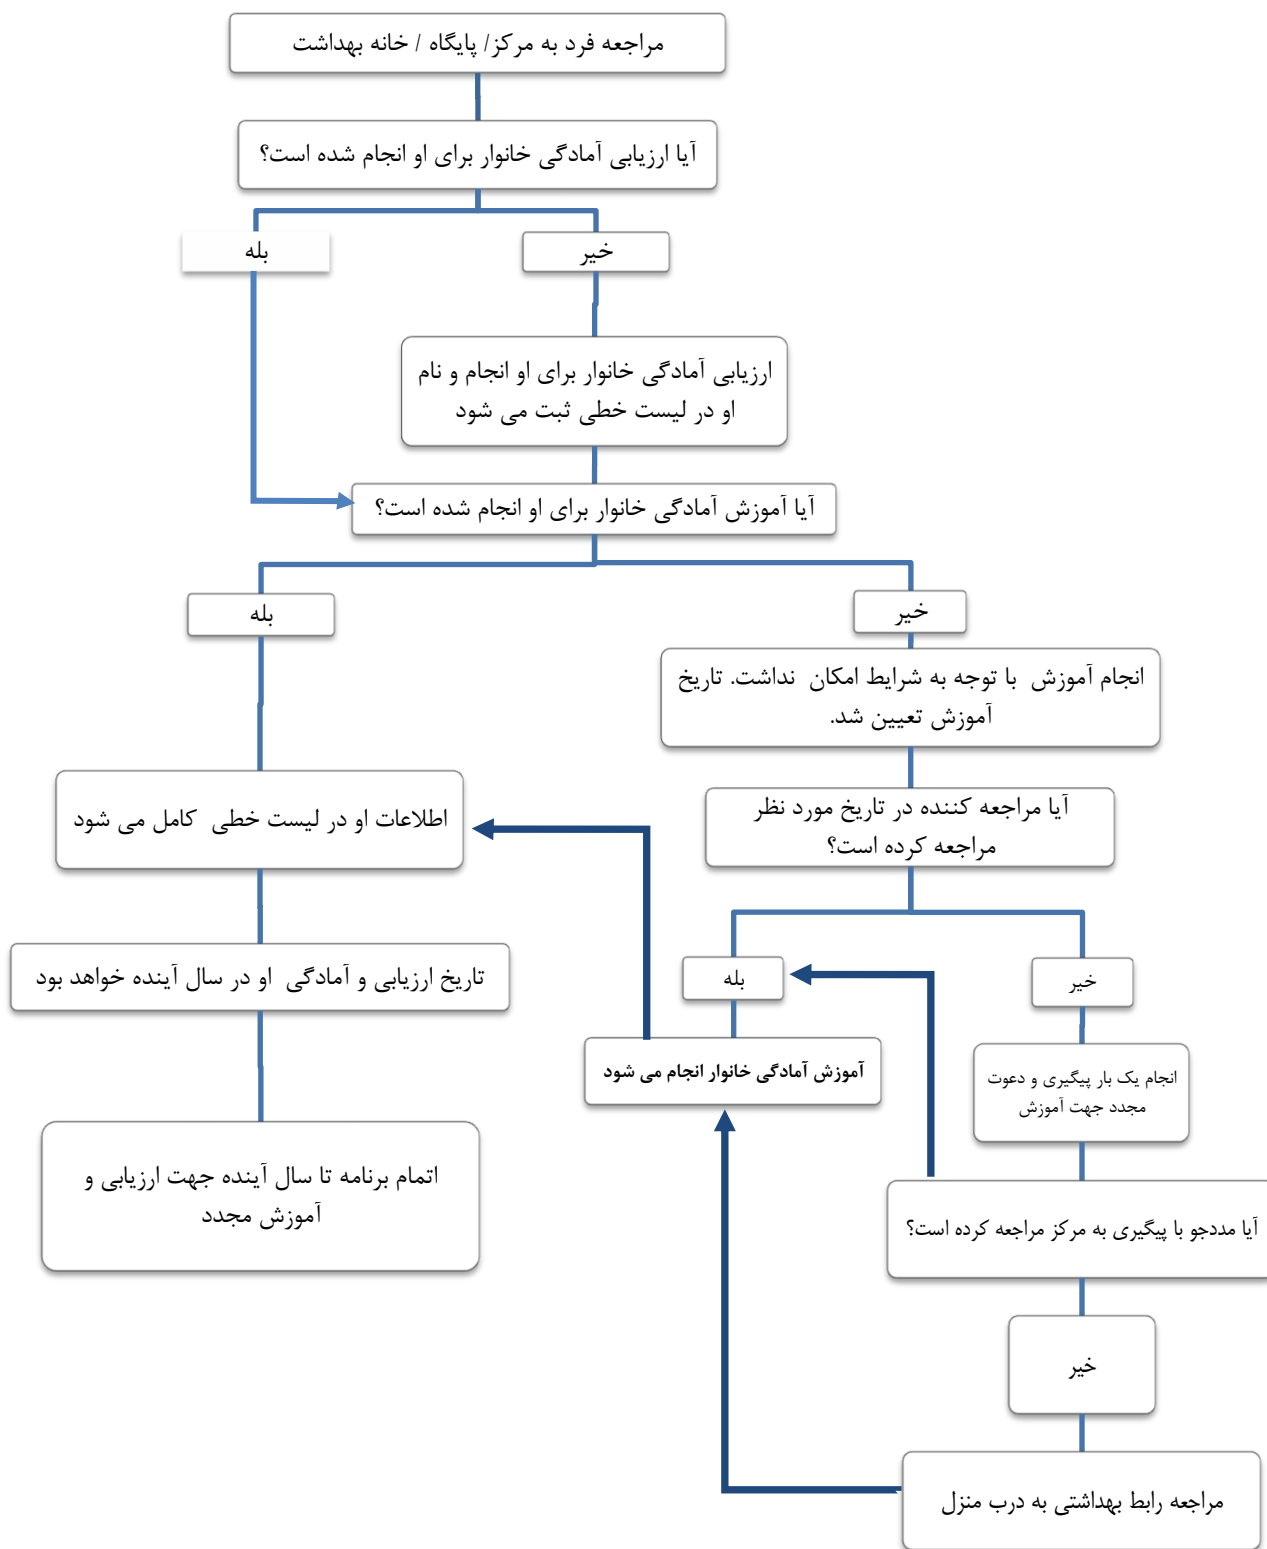 مراجعه فرد به مرکز/ پایگاه / خانه بهداشت
آیا ارزیابی آمادگی خانوار برای او انجام شده است؟
خیر
بله
ارزیابی آمادگی خانوار برای او انجام و نام
او در لیست خطی ثبت می شود
آیا آموزش آمادگی خانوار برای او انجام شده است؟
خیر
بله
انجام آموزش با توجه به شرایط امکان نداشت. تاریخ
آموزش تعیین شد.
اطلاعات او در لیست خطی کامل می شود
آیا مراجعه کننده در تاریخ مورد نظر
مراجعه کرده است؟
تاریخ ارزیابی و آمادگی او در سال آینده خواهد بود
خیر
بله
آموزش آمادگی خانوار انجام می شود
انجام یک بار پیگیری و دعوت
مجدد جهت آموزش
اتمام برنامه تا سال آینده جهت ارزیابی و
آموزش مجدد
آیا مددجو با پیگیری به مرکز مراجعه کرده است؟
خیر
مراجعه رابط بهداشتی به درب منزل